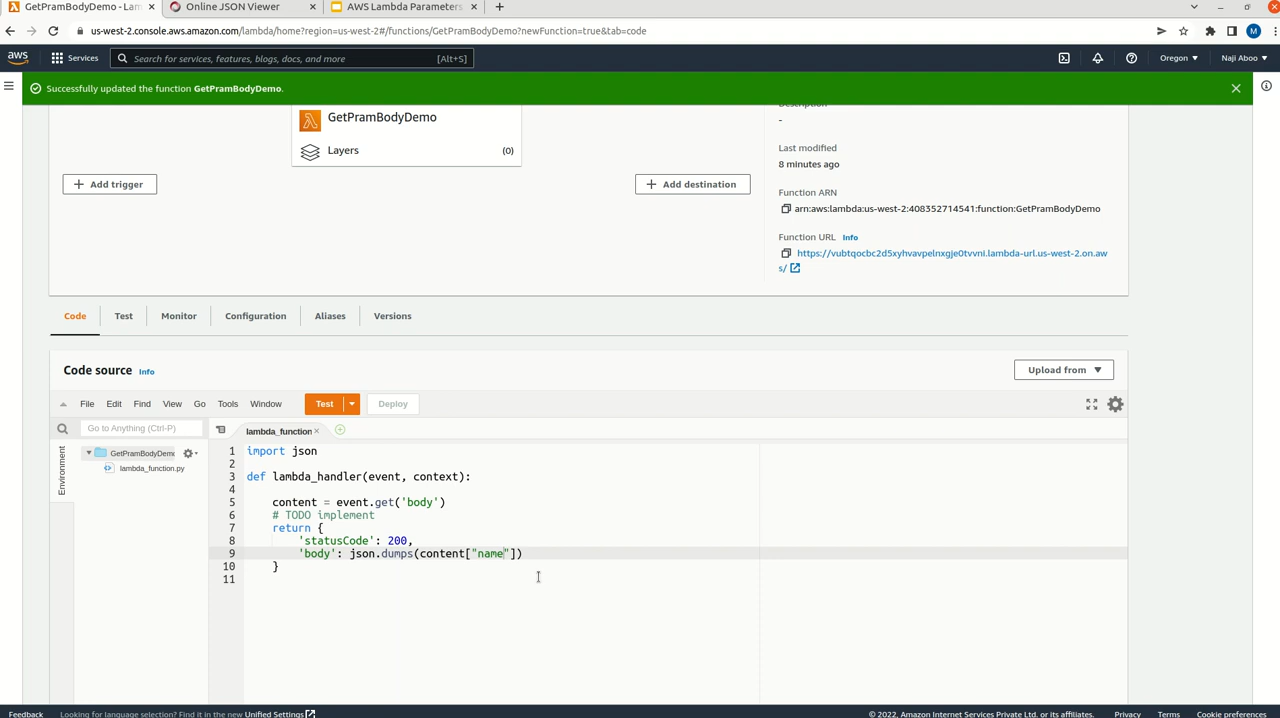 GetPramBodyDemo - Lam
Online JSON Viewer
AWS Lambda Parameters
us-west-2.console.aws.amazon.com/lambda/home?region=us-west-2#/functions/GetPramBodyDemo?newFunction=true&tab=code
M
aws
Services
Search for services, features, blogs, docs, and more
[Alt+S]
Oregon
Naji Aboo
Successfully updated the function GetPramBodyDemo.
GetPramBodyDemo
Layers
(0)
Add trigger
Add destination
Description
-
Last modified
8 minutes ago
Function ARN
arn:aws:lambda:us-west-2:408352714541:function:GetPramBodyDemo
Function URL
Info
https://vubtqocbc2d5xyhvavpelnxgje0tvvni.lambda-url.us-west-2.on.aw
s/
Code
Test
Monitor
Configuration
Aliases
Versions
Code source
Info
Upload from
File
Edit
Find
View
Go
Tools
Window
Test
Deploy
Go to Anything (Ctrl-P)
lambda_function
Environment
GetPramBodyDemo
lambda_function.py
1 import json
2
3 def lambda_handler(event, context):
4
5 content = event.get('body')
6 # TODO implement
7 return {
8 'statusCode': 200,
9 'body': json.dumps(content["name"])
10 }
11
Feedback
Looking for language selection? Find it in the new Unified Settings
© 2022, Amazon Internet Services Private Ltd. or its affiliates.
Privacy
Terms
Cookie preferences